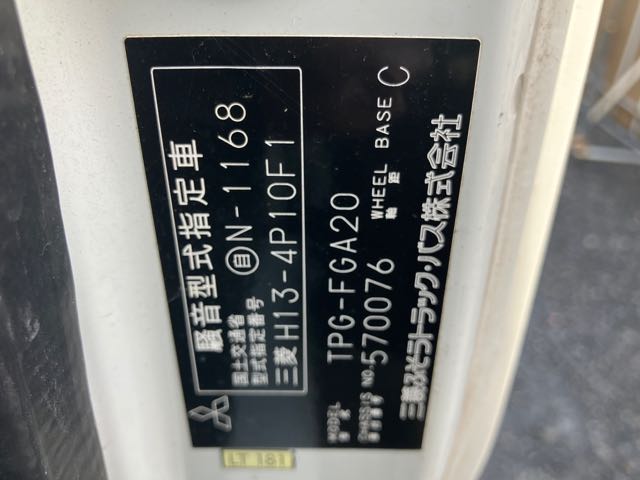 騒音型式指定車
国土交通省 ㊀N-1168
型式指定番号
三菱 H13-4P10F1
MODEL TPG-FGA20
型式
CHASSIS NO. 570076 WHEEL BASE C
車台番号 軸距
三菱ふそうトラック・バス株式会社
LT 181